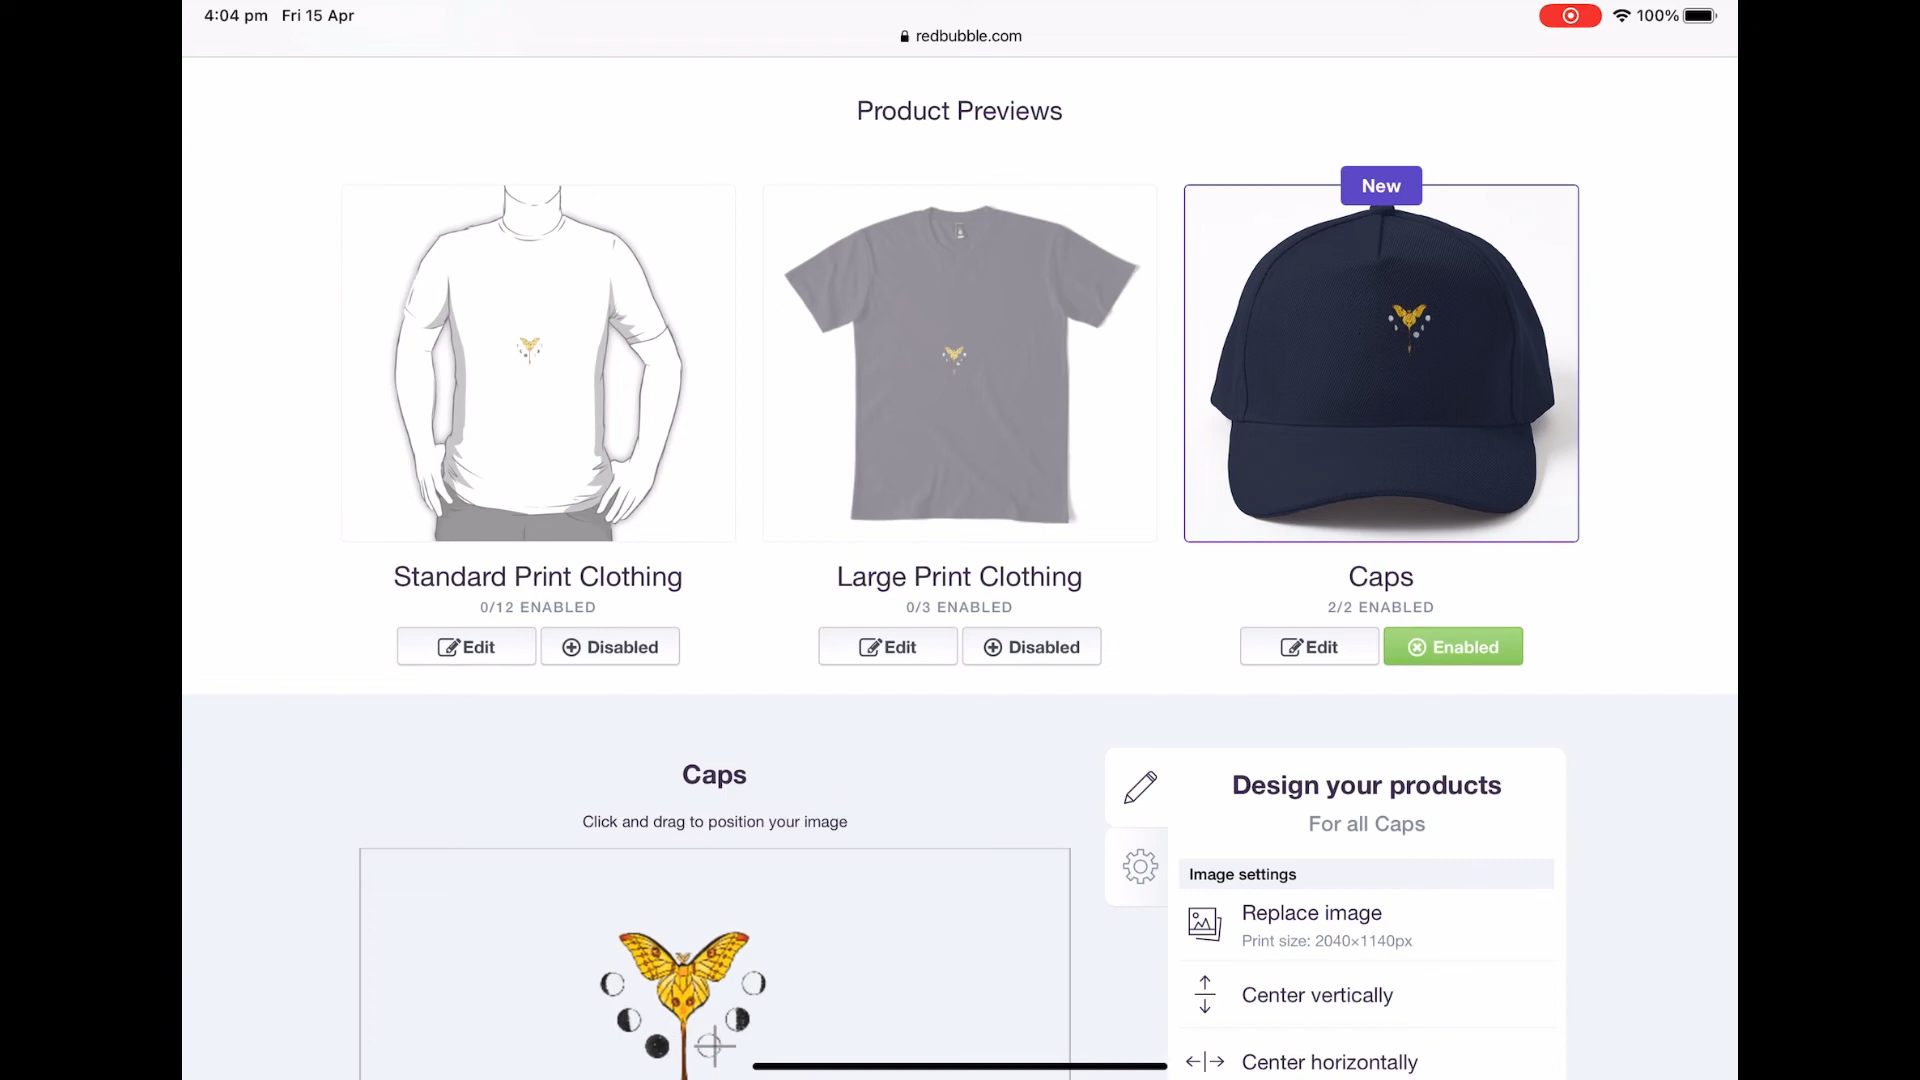 4:04 pm Fri 15 Apr
100%
redbubble.com
Product Previews
New
Standard Print Clothing
0/12 ENABLED
Edit
Disabled
Large Print Clothing
0/3 ENABLED
Edit
Disabled
Caps
2/2 ENABLED
Edit
Enabled
Caps
Click and drag to position your image
Design your products
For all Caps
Image settings
Replace image
Print size: 2040×1140px
Center vertically
Center horizontally